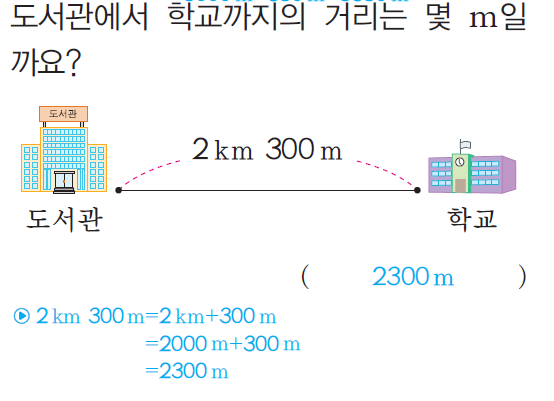 도서관에서 학교까지의 거리는 몇 m일
까요?
도서관
2 km 300 m
도서관
학교
( 2300 m )
2 km 300 m=2 km+300 m
=2000 m+300 m
=2300 m